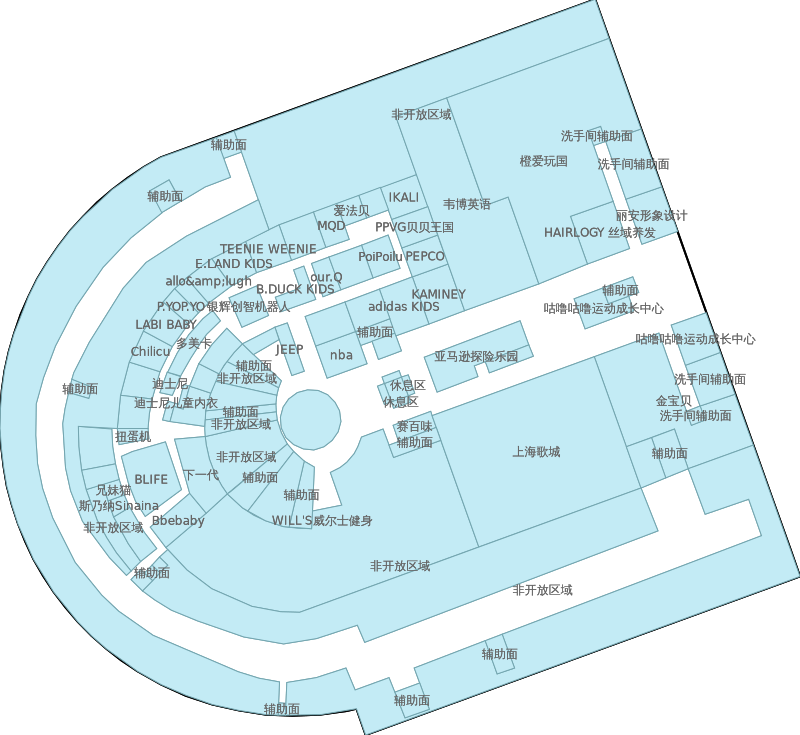 非开放区域
洗手间辅助面
辅助面
橙爱玩国
洗手间辅助面
辅助面
IKALI
韦博英语
爱法贝
丽安形象设计
MQD
PPVG贝贝王国
HAIRLOGY 丝域养发
TEENIE WEENIE
PoiPoilu
PEPCO
E.LAND KIDS
allo&amp;lugh
our.Q
B.DUCK KIDS
辅助面
KAMINEY
P.YOP.YO
银辉创智机器人
adidas KIDS
咕噜咕噜运动成长中心
LABI BABY
辅助面
多美卡
咕噜咕噜运动成长中心
Chilicu
JEEP
nba
亚马逊探险乐园
辅助面
非开放区域
洗手间辅助面
迪士尼
休息区
辅助面
迪士尼儿童内衣
休息区
金宝贝
辅助面
洗手间辅助面
非开放区域
赛百味
扭蛋机
辅助面
上海歌城
辅助面
非开放区域
下一代
BLIFE
辅助面
兄妹猫
辅助面
斯乃纳Sinaina
Bbebaby
WILL'S威尔士健身
非开放区域
非开放区域
辅助面
非开放区域
辅助面
辅助面
辅助面